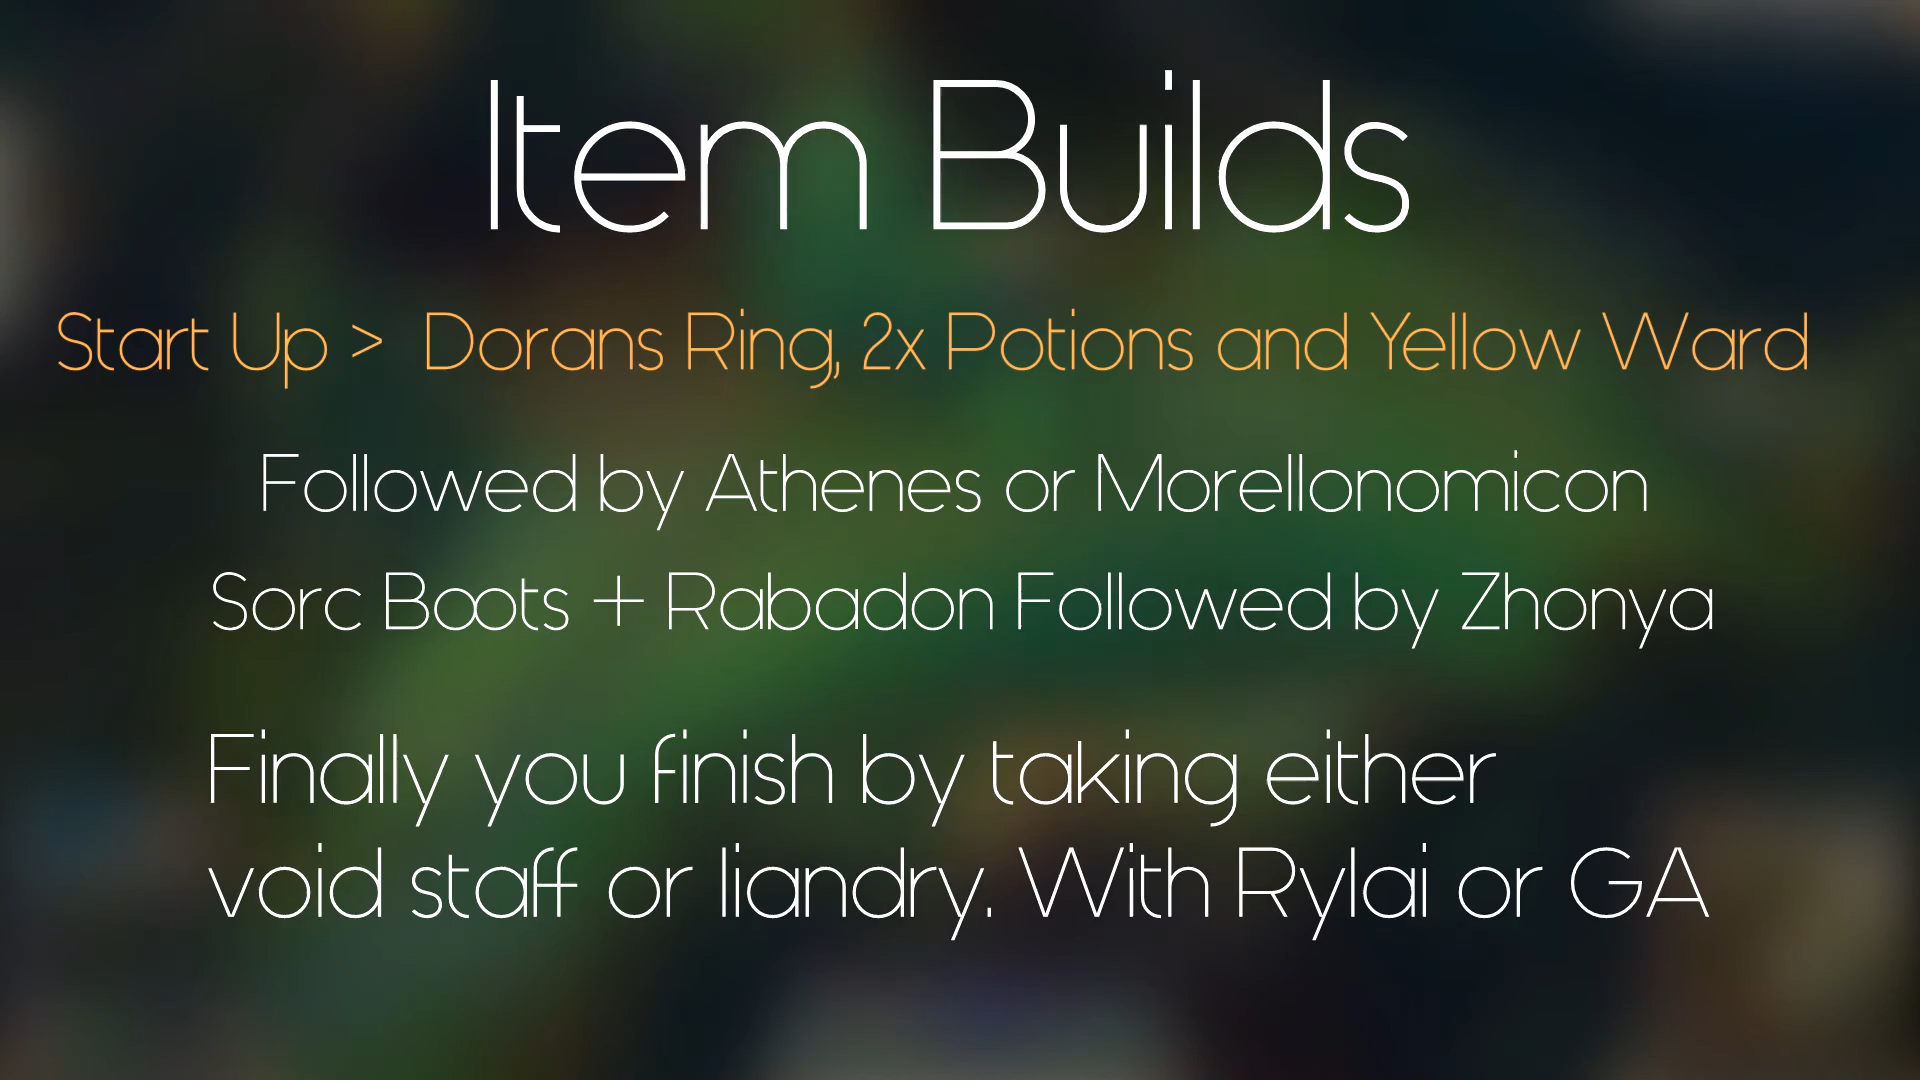 Item Builds
Start Up > Dorans Ring, 2x Potions and Yellow Ward
Followed by Athenes or Morellonomicon
Sorc Boots + Rabadon Followed by Zhonya
Finally you finish by taking either
void staff or liandry. With Rylai or GA